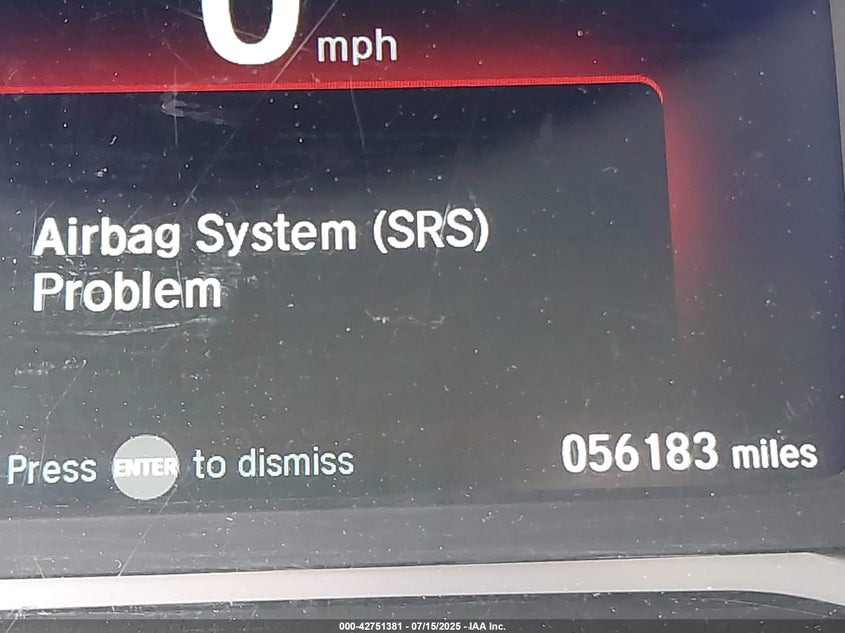 0 mph
Airbag System (SRS)
Problem
Press ENTER to dismiss
056183 miles
000-42751381 - 07/15/2025 - IAA Inc.